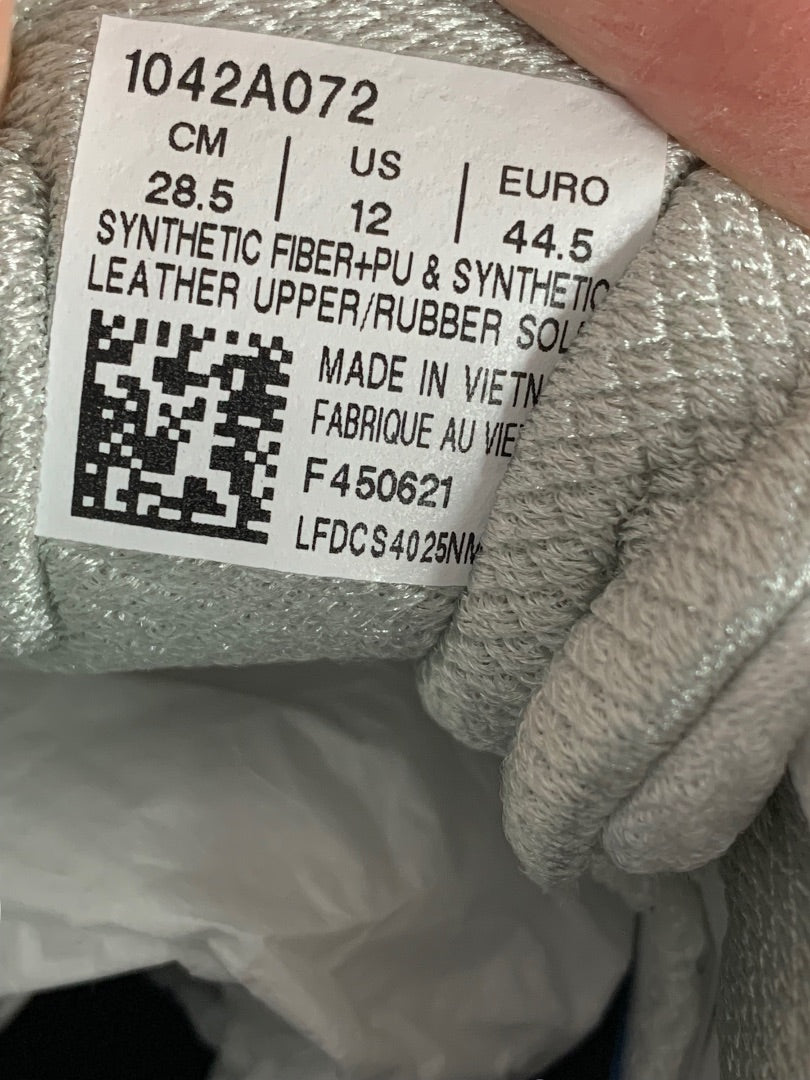 1042A072
CM | US | EURO
28.5 | 12 | 44.5
SYNTHETIC FIBER+PU & SYNTHETIC
LEATHER UPPER/RUBBER SOL
MADE IN VIETN
FABRIQUE AU VIET
F450621
LFDCS4025NM